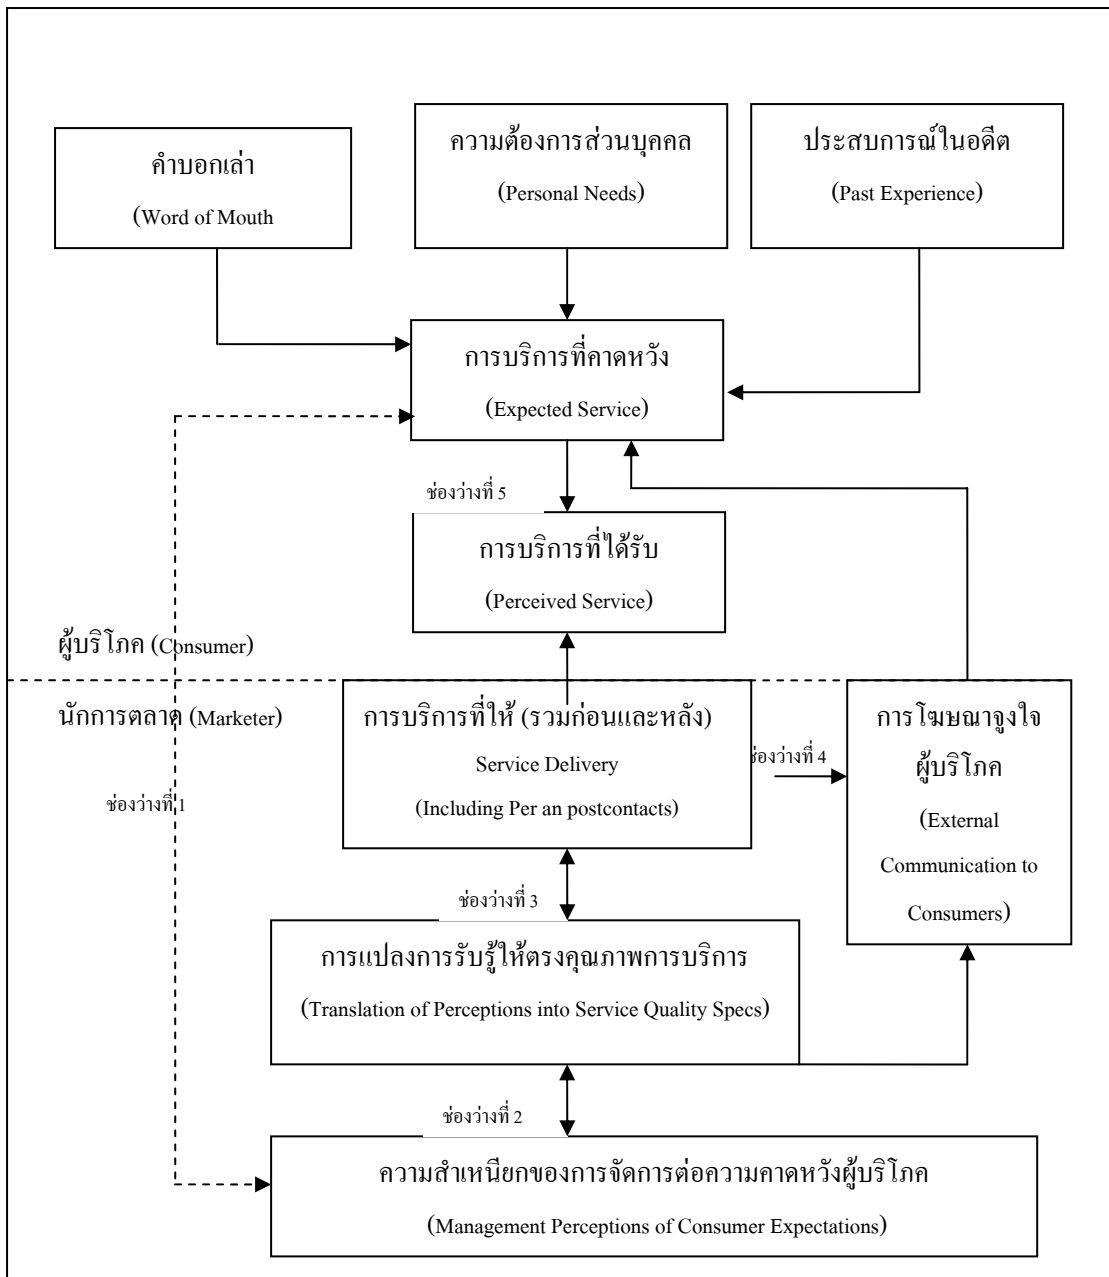 คำบอกเล่า
(Word of Mouth
ความต้องการส่วนบุคคล
(Personal Needs)
ประสบการณ์ในอดีต
(Past Experience)
การบริการที่คาดหวัง
(Expected Service)
ช่องว่างที่ 5
การบริการที่ได้รับ
(Perceived Service)
ผู้บริโภค (Consumer)
นักการตลาด (Marketer)
ช่องว่างที่ 1
การบริการที่ให้ (รวมก่อนและหลัง)
Service Delivery
(Including Per an postcontacts)
ช่องว่างที่ 4
การโฆษณาจูงใจ
ผู้บริโภค
(External
Communication to
Consumers)
ช่องว่างที่ 3
การแปลงการรับรู้ให้ตรงคุณภาพการบริการ
(Translation of Perceptions into Service Quality Specs)
ช่องว่างที่ 2
ความสำเหนียกของการจัดการต่อความคาดหวังผู้บริโภค
(Management Perceptions of Consumer Expectations)